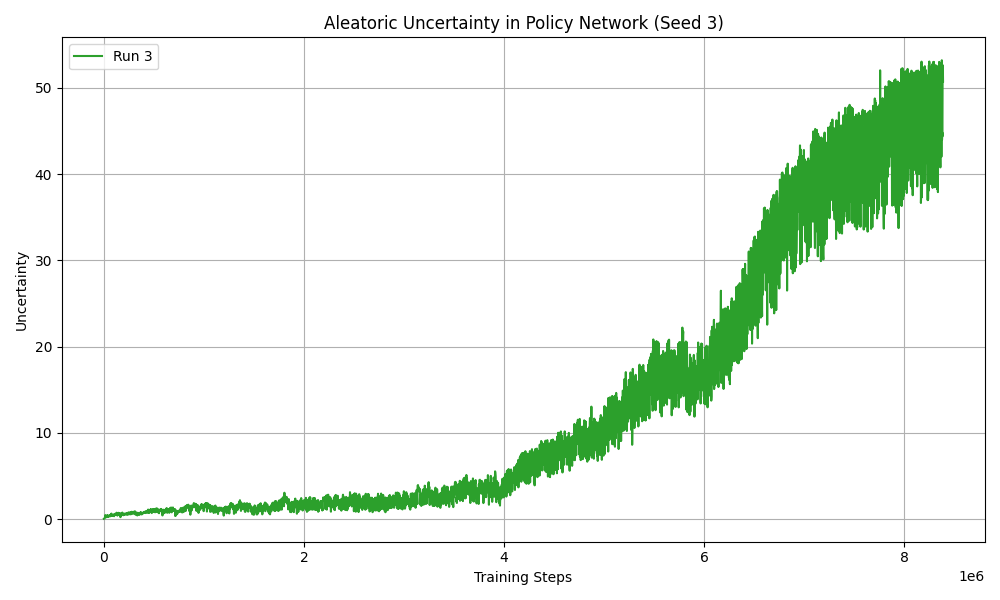 Aleatoric Uncertainty in Policy Network (Seed 3)
Run 3
50
40
30
20
10
0
Uncertainty
0 2 4 6 8
1e6
Training Steps